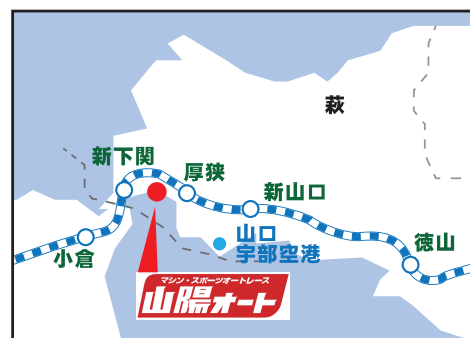 萩
新下関
厚狭
新山口
山口
宇部空港
徳山
小倉
マシン・スポーツオートレース
山陽オート